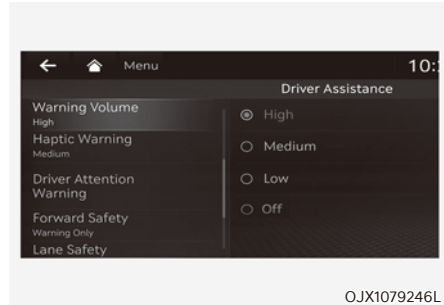 Menu
10:
Driver Assistance
Warning Volume
High
Haptic Warning
Medium
Driver Attention
Warning
Forward Safety
Warning Only
Lane Safety
High
Medium
Low
Off
OJX1079246L